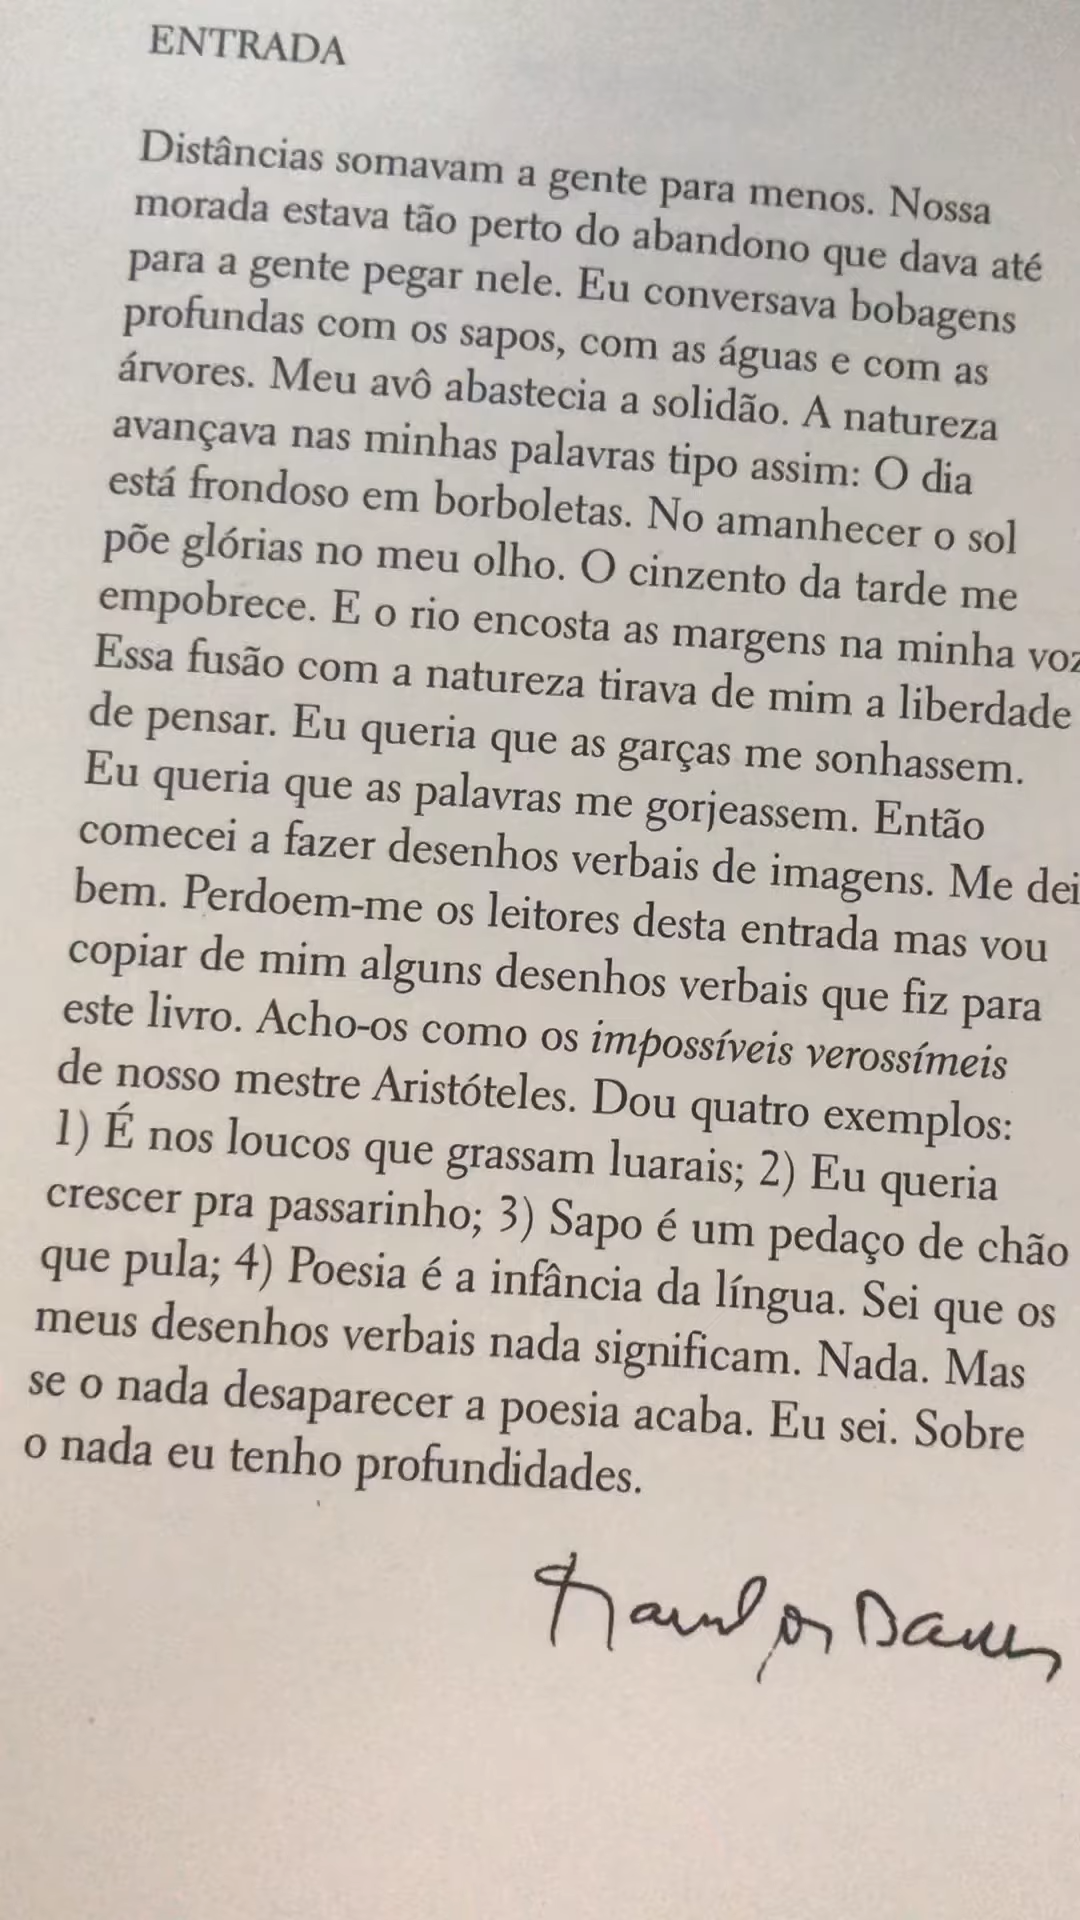 ENTRADA
Distâncias somavam a gente para menos. Nossa
morada estava tão perto do abandono que dava até
para a gente pegar nele. Eu conversava bobagens
profundas com os sapos, com as águas e com as
árvores. Meu avô abastecia a solidão. A natureza
avançava nas minhas palavras tipo assim: O dia
está frondoso em borboletas. No amanhecer o sol
põe glórias no meu olho. O cinzento da tarde me
empobrece. E o rio encosta as margens na minha voz
Essa fusão com a natureza tirava de mim a liberdade
de pensar. Eu queria que as garças me sonhassem.
Eu queria que as palavras me gorjeassem. Então
comecei a fazer desenhos verbais de imagens. Me dei
bem. Perdoem-me os leitores desta entrada mas vou
copiar de mim alguns desenhos verbais que fiz para
este livro. Acho-os como os impossíveis verossímeis
de nosso mestre Aristóteles. Dou quatro exemplos:
1) É nos loucos que grassam luarais; 2) Eu queria
crescer pra passarinho; 3) Sapo é um pedaço de chão
que pula; 4) Poesia é a infância da língua. Sei que os
meus desenhos verbais nada significam. Nada. Mas
se o nada desaparecer a poesia acaba. Eu sei. Sobre
o nada eu tenho profundidades.